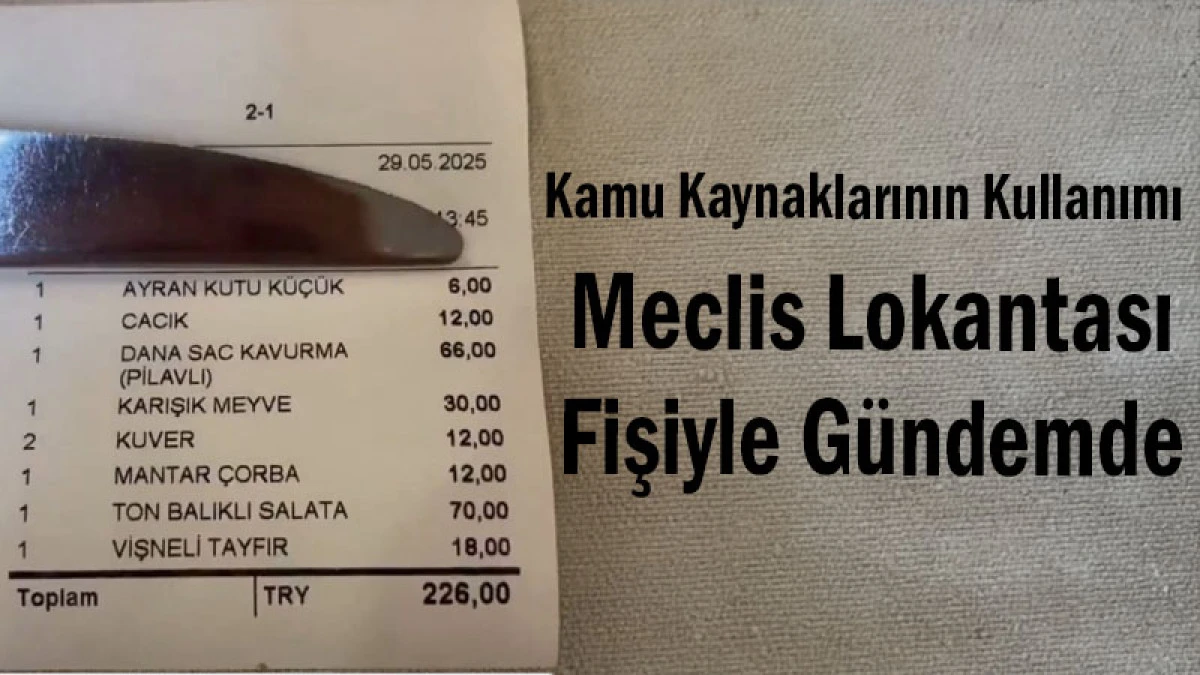 2-1
29.05.2025
13:45
1 AYRAN KUTU KÜÇÜK 6,00
1 CACIK 12,00
1 DANA SAC KAVURMA 66,00
(PİLAVLI)
1 KARIŞIK MEYVE 30,00
2 KUVER 12,00
1 MANTAR ÇORBA 12,00
1 TON BALIKLI SALATA 70,00
1 VİŞNELİ TAYFIR 18,00
Toplam TRY 226,00
Kamu Kaynaklarının Kullanımı
Meclis Lokantası
Fişiyle Gündemde